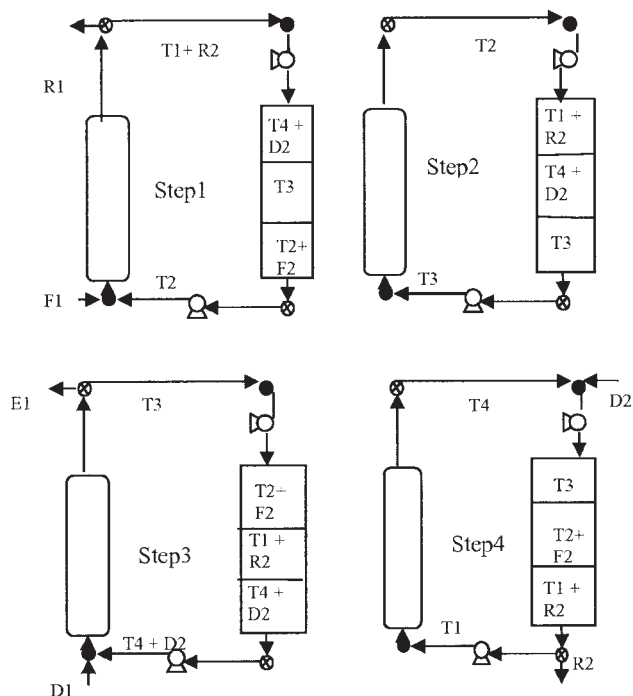 T1+ R2
R1
T4 +
D2
Step1
T3
T2+
F2
T2
F1
T2
T1 +
R2
Step2
T4 +
D2
T3
T3
E1
T3
T2+
F2
Step3
T1 +
R2
T4 +
D2
T4 + D2
D1
T4
D2
T3
Step4
T2+
F2
T1 +
R2
T1
R2